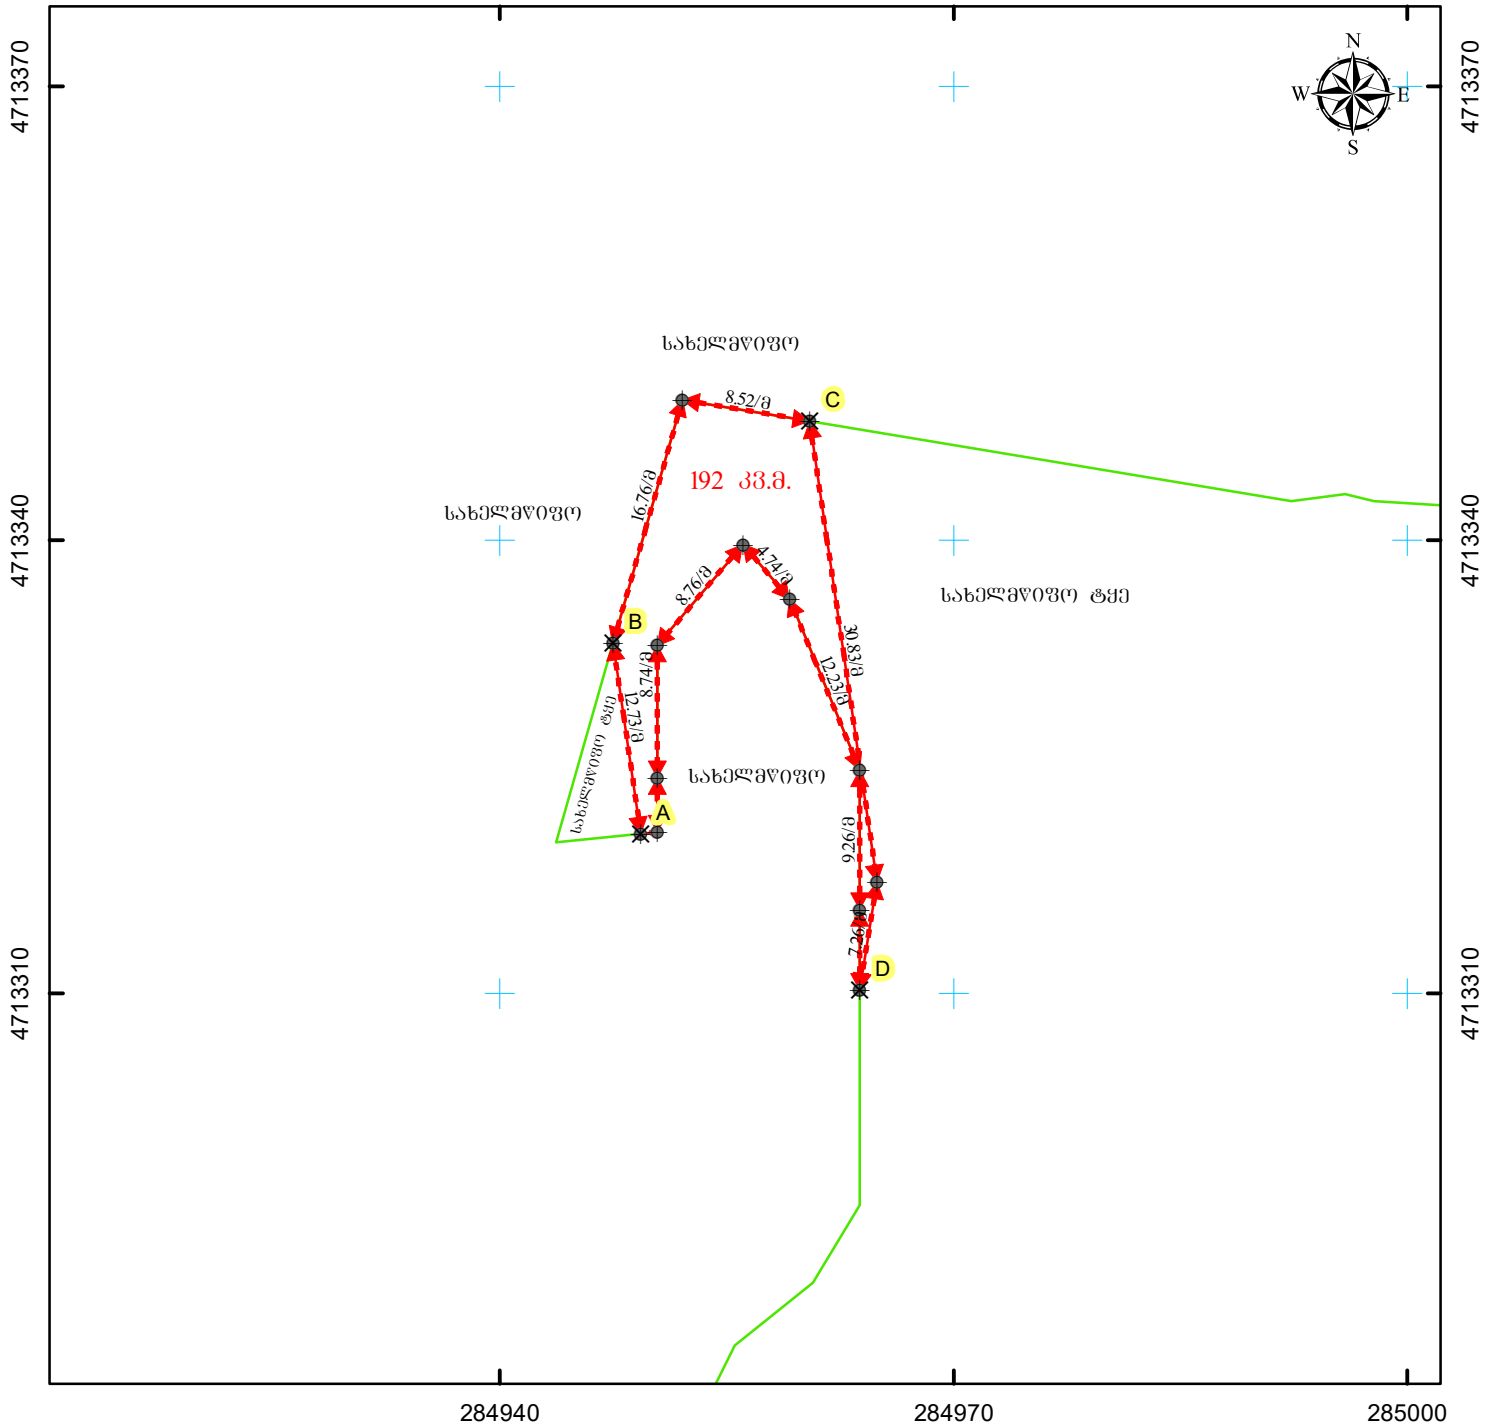 4713370
4713370
N
W
E
S
სახელმწიფო
8.52/მ
C
192 კვ.მ.
16.76/მ
სახელმწიფო
4713340
4713340
4.74/მ
8.76/მ
სახელმწიფო ტყე
B
30.83/მ
8.74/მ
12.23/მ
12.73/მ
სახელმწიფო ტყე
სახელმწიფო
A
9.26/მ
7.26/მ
D
4713310
4713310
284940
284970
285000